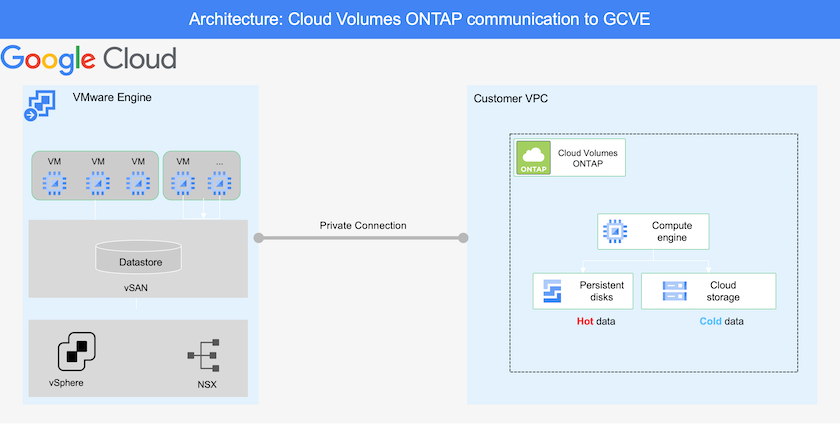 Architecture: Cloud Volumes ONTAP communication to GCVE
Google Cloud
VMware Engine
VM
VM
VM
VM
...
Datastore
vSAN
vSphere
NSX
Private Connection
Customer VPC
ONTAP
Cloud Volumes
ONTAP
Compute
engine
Persistent
disks
Cloud
storage
Hot data
Cold data